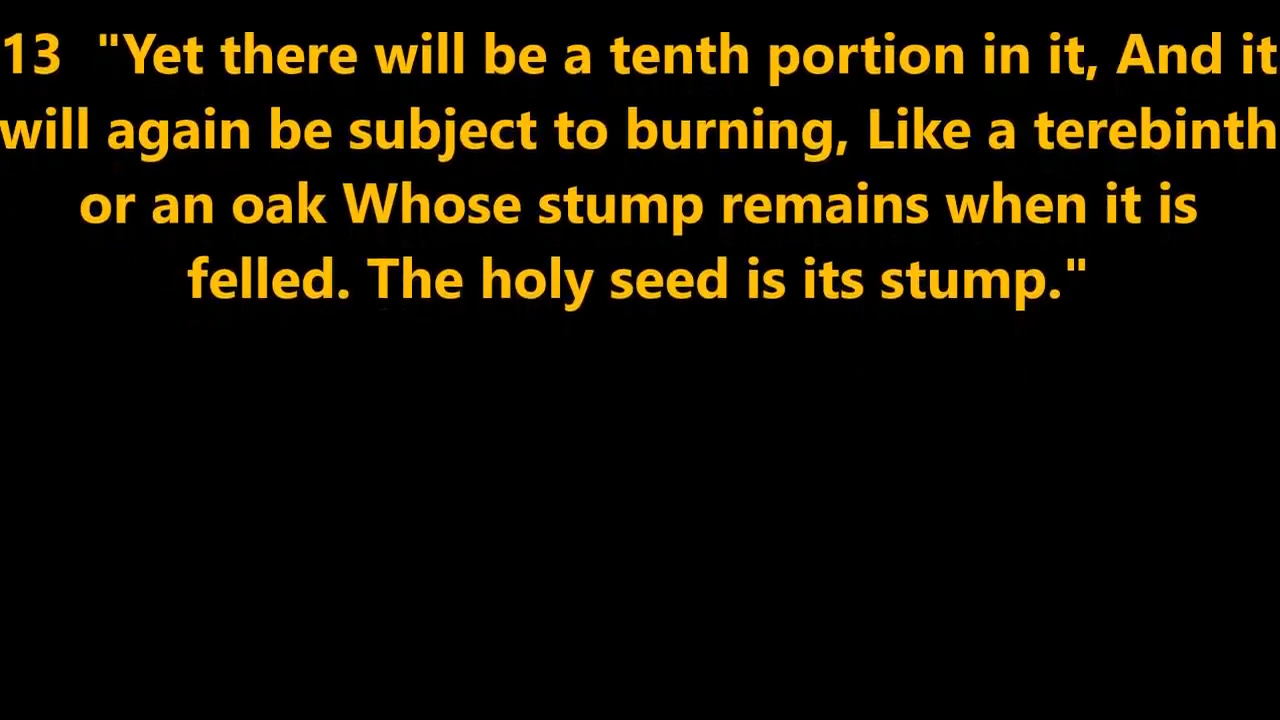 13  "Yet there will be a tenth portion in it, And it
will again be subject to burning, Like a terebinth
or an oak Whose stump remains when it is
felled. The holy seed is its stump."